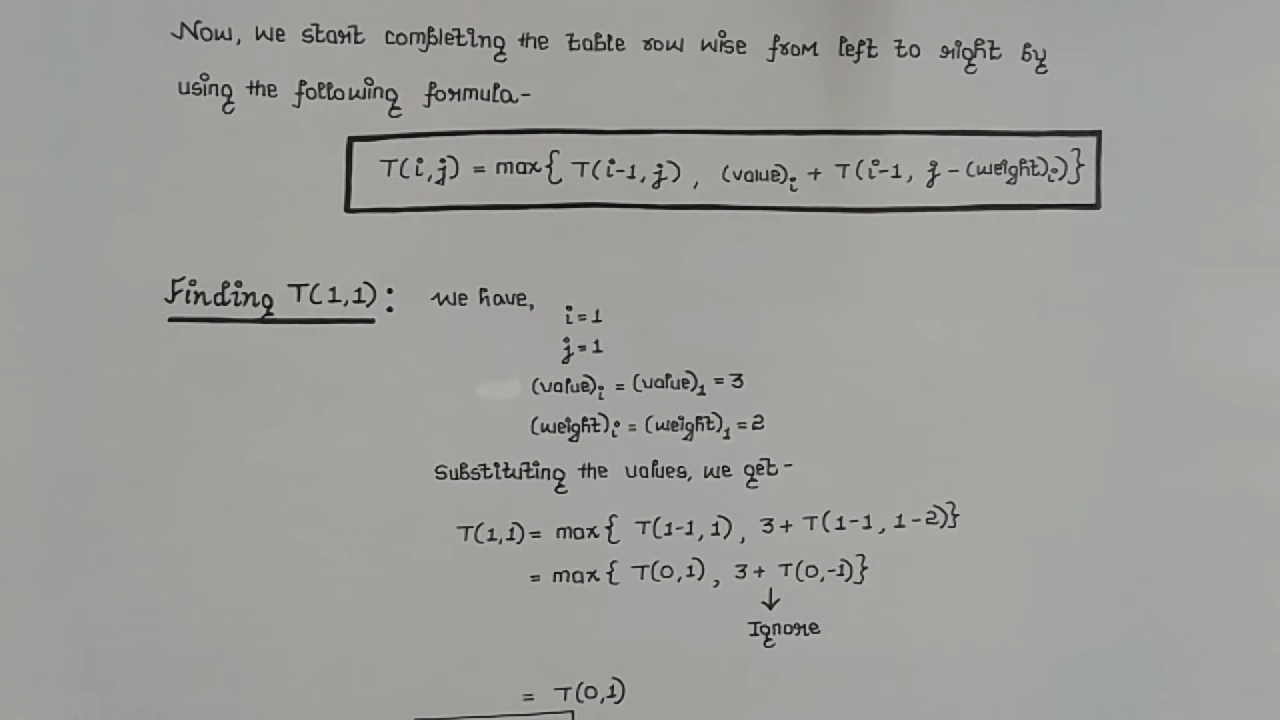 Now, we start completing the table row wise from left to right by
using the following formula-
T(i,j) = max{ T(i-1,j), (value)ᵢ + T(i-1, j-(weight)ᵢ)}
Finding T(1,1): we have,
i=1
j=1
(value)ᵢ = (value)₁ = 3
(weight)ᵢ = (weight)₁ = 2
Substituting the values, we get-
T(1,1) = max{ T(1-1,1), 3+ T(1-1, 1-2)}
= max{ T(0,1), 3+ T(0,-1)}
↓
Ignore
= T(0,1)